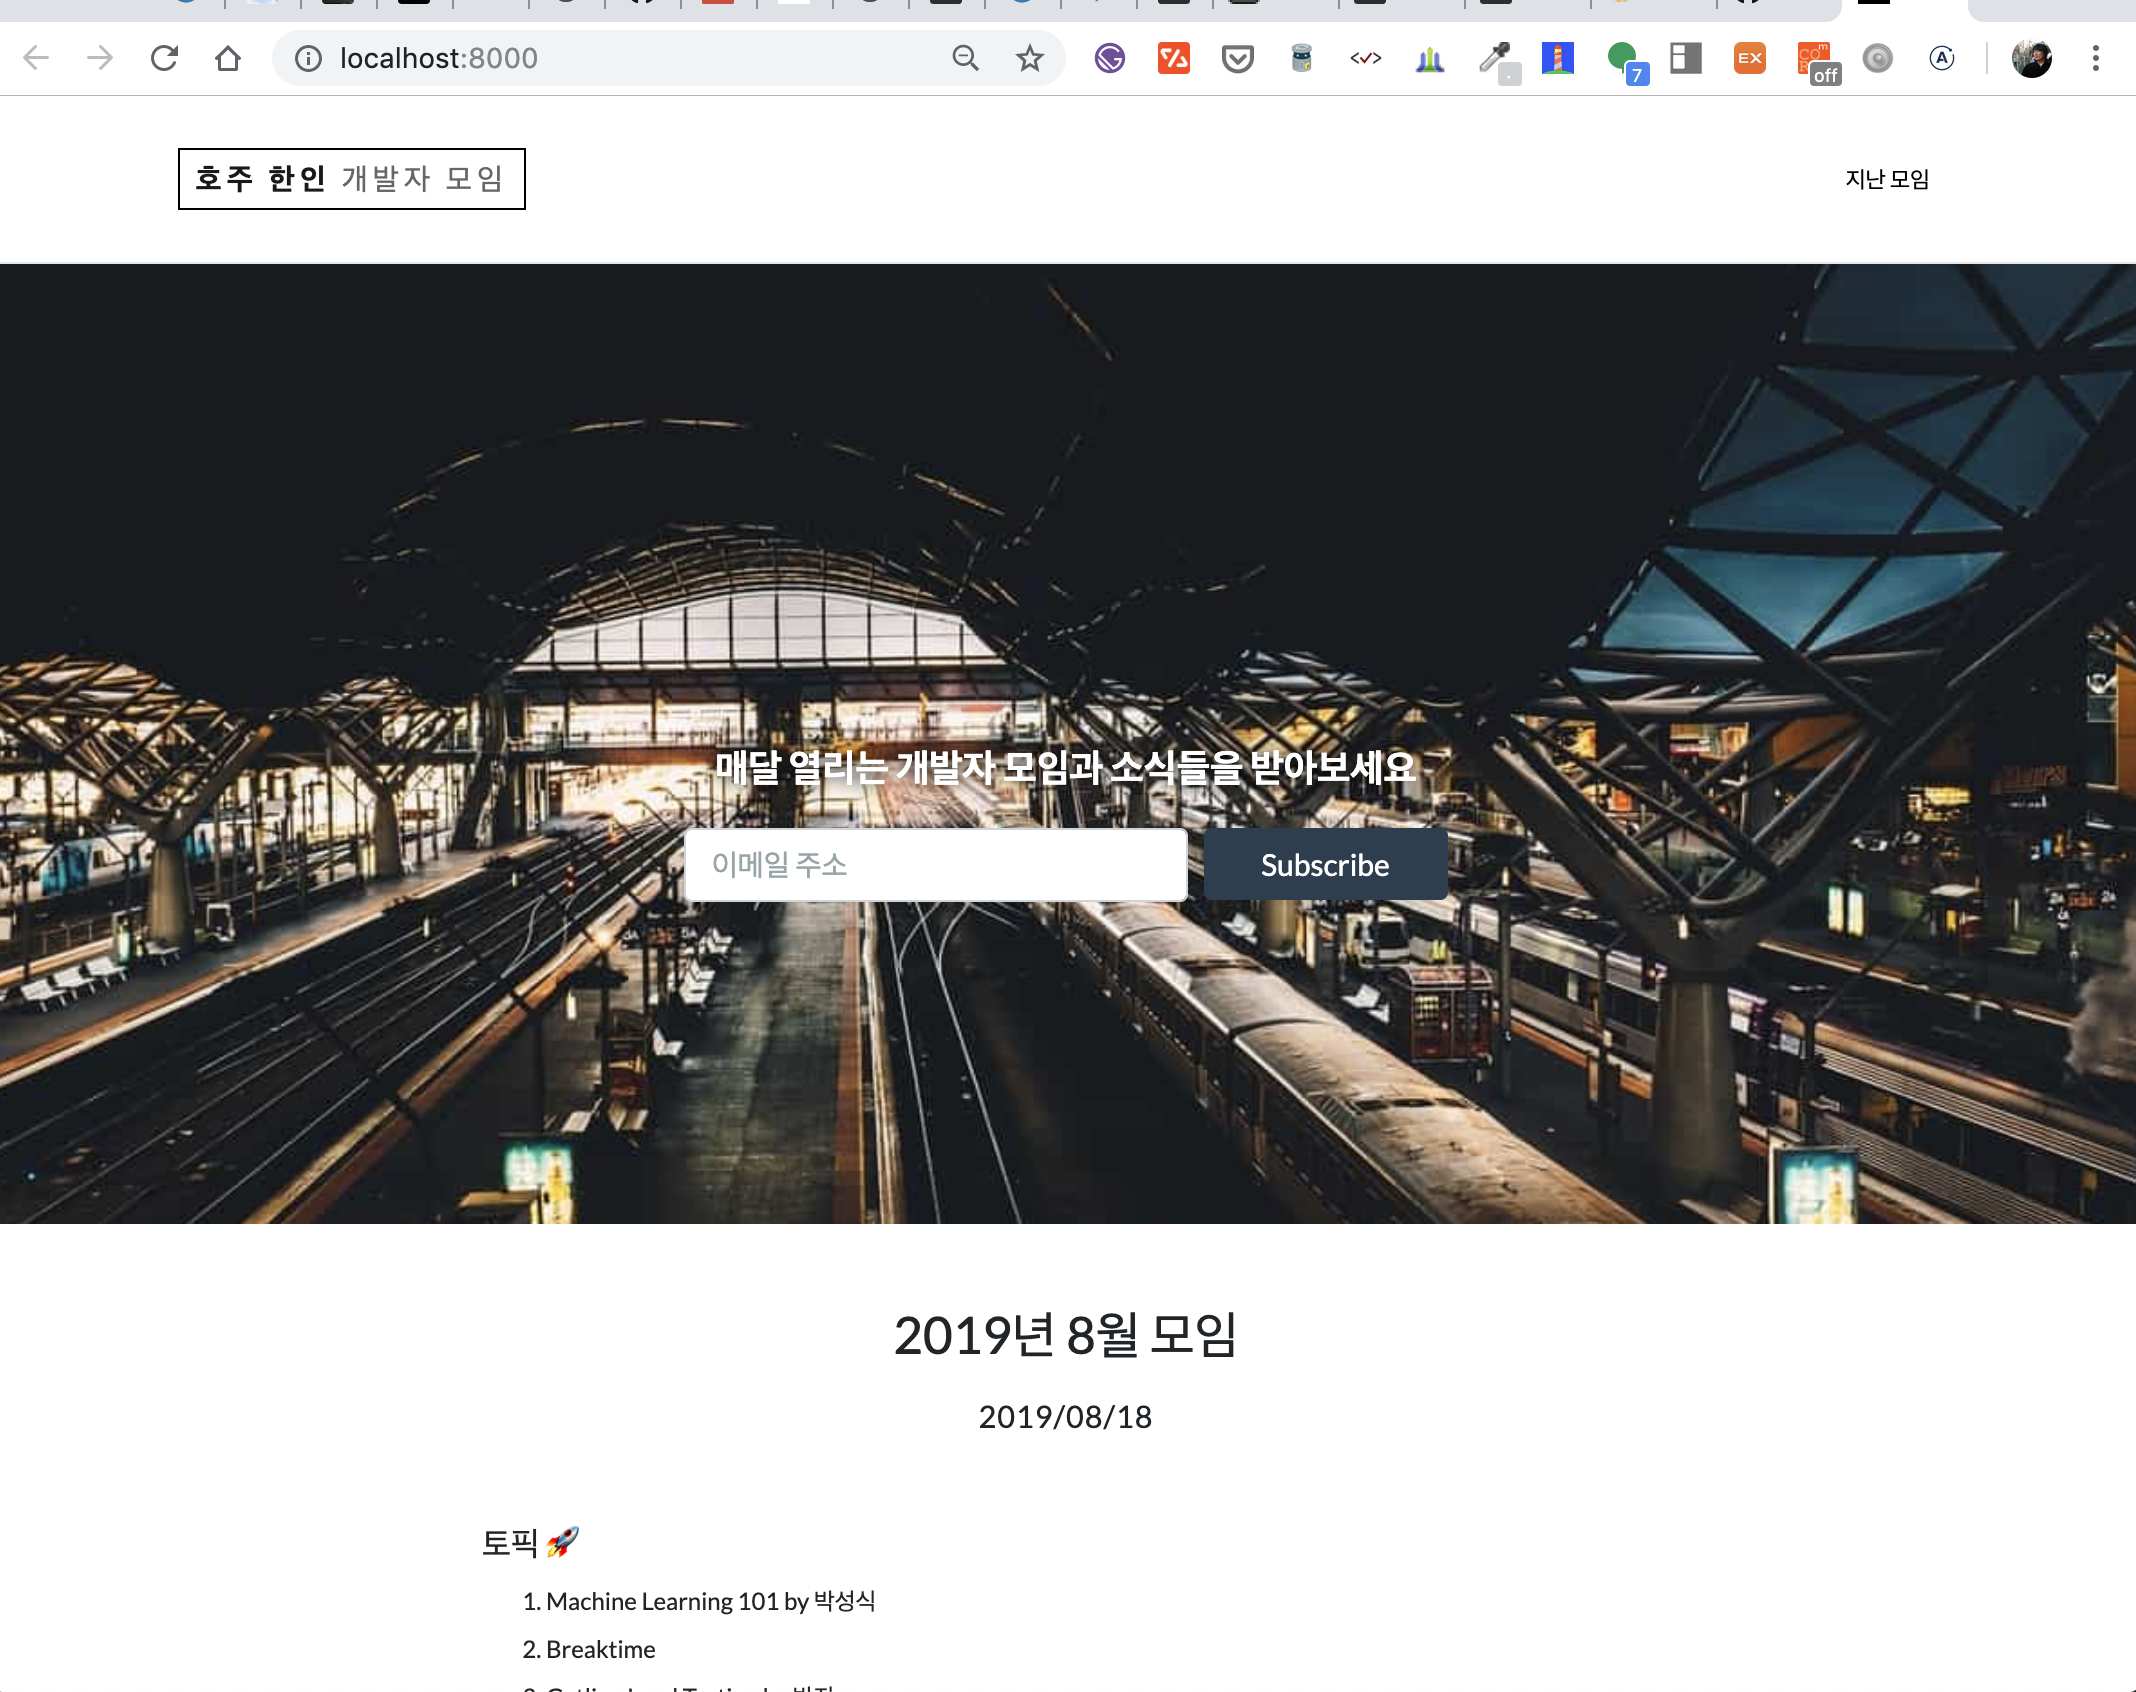 localhost:8000
7
EX
off
A
호주 한인 개발자 모임
지난 모임
매달 열리는 개발자 모임과 소식들을 받아보세요
이메일 주소
Subscribe
2019년 8월 모임
2019/08/18
토픽 🚀
1. Machine Learning 101 by 박성식
2. Breaktime